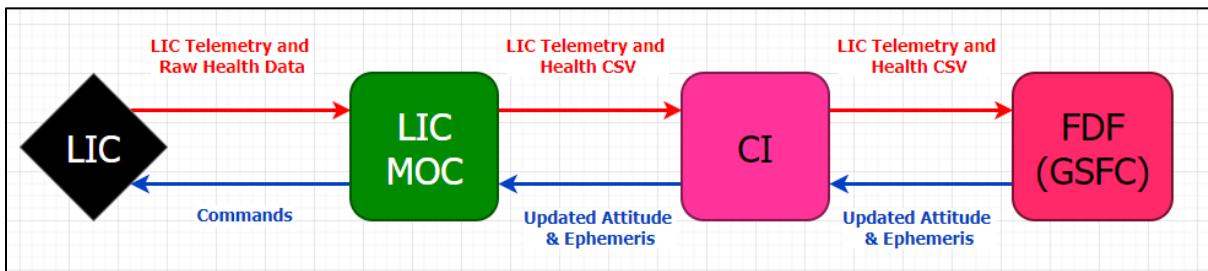 LIC Telemetry and
Raw Health Data
LIC Telemetry and
Health CSV
LIC Telemetry and
Health CSV
LIC
LIC
MOC
CI
FDF
(GSFC)
Commands
Updated Attitude
& Ephemeris
Updated Attitude
& Ephemeris